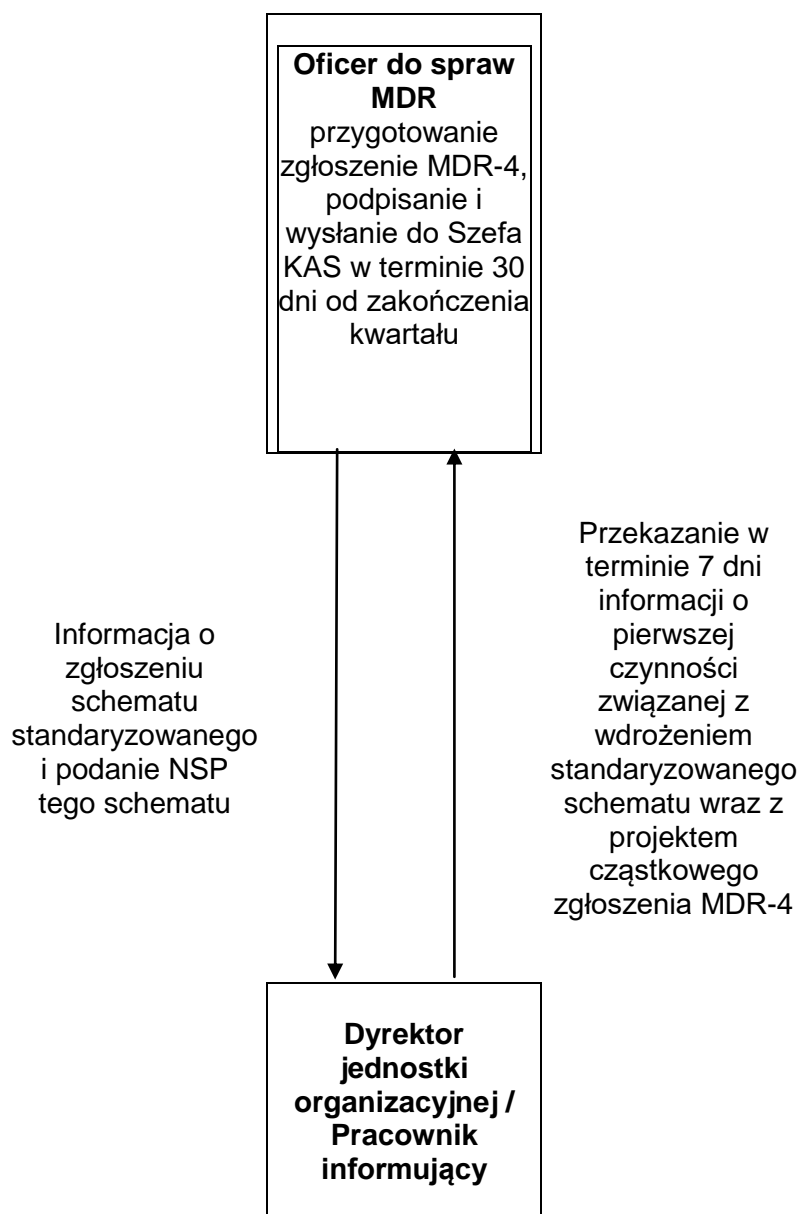 Oficer do spraw
MDR
przygotowanie
zgłoszenie MDR-4,
podpisanie i
wysłanie do Szefa
KAS w terminie 30
dni od zakończenia
kwartału
Informacja o
zgłoszeniu
schematu
standaryzowanego
i podanie NSP
tego schematu
Przekazanie w
terminie 7 dni
informacji o
pierwszej
czynności
związanej z
wdrożeniem
standaryzowanego
schematu wraz z
projektem
cząstkowego
zgłoszenia MDR-4
Dyrektor
jednostki
organizacyjnej /
Pracownik
informujący